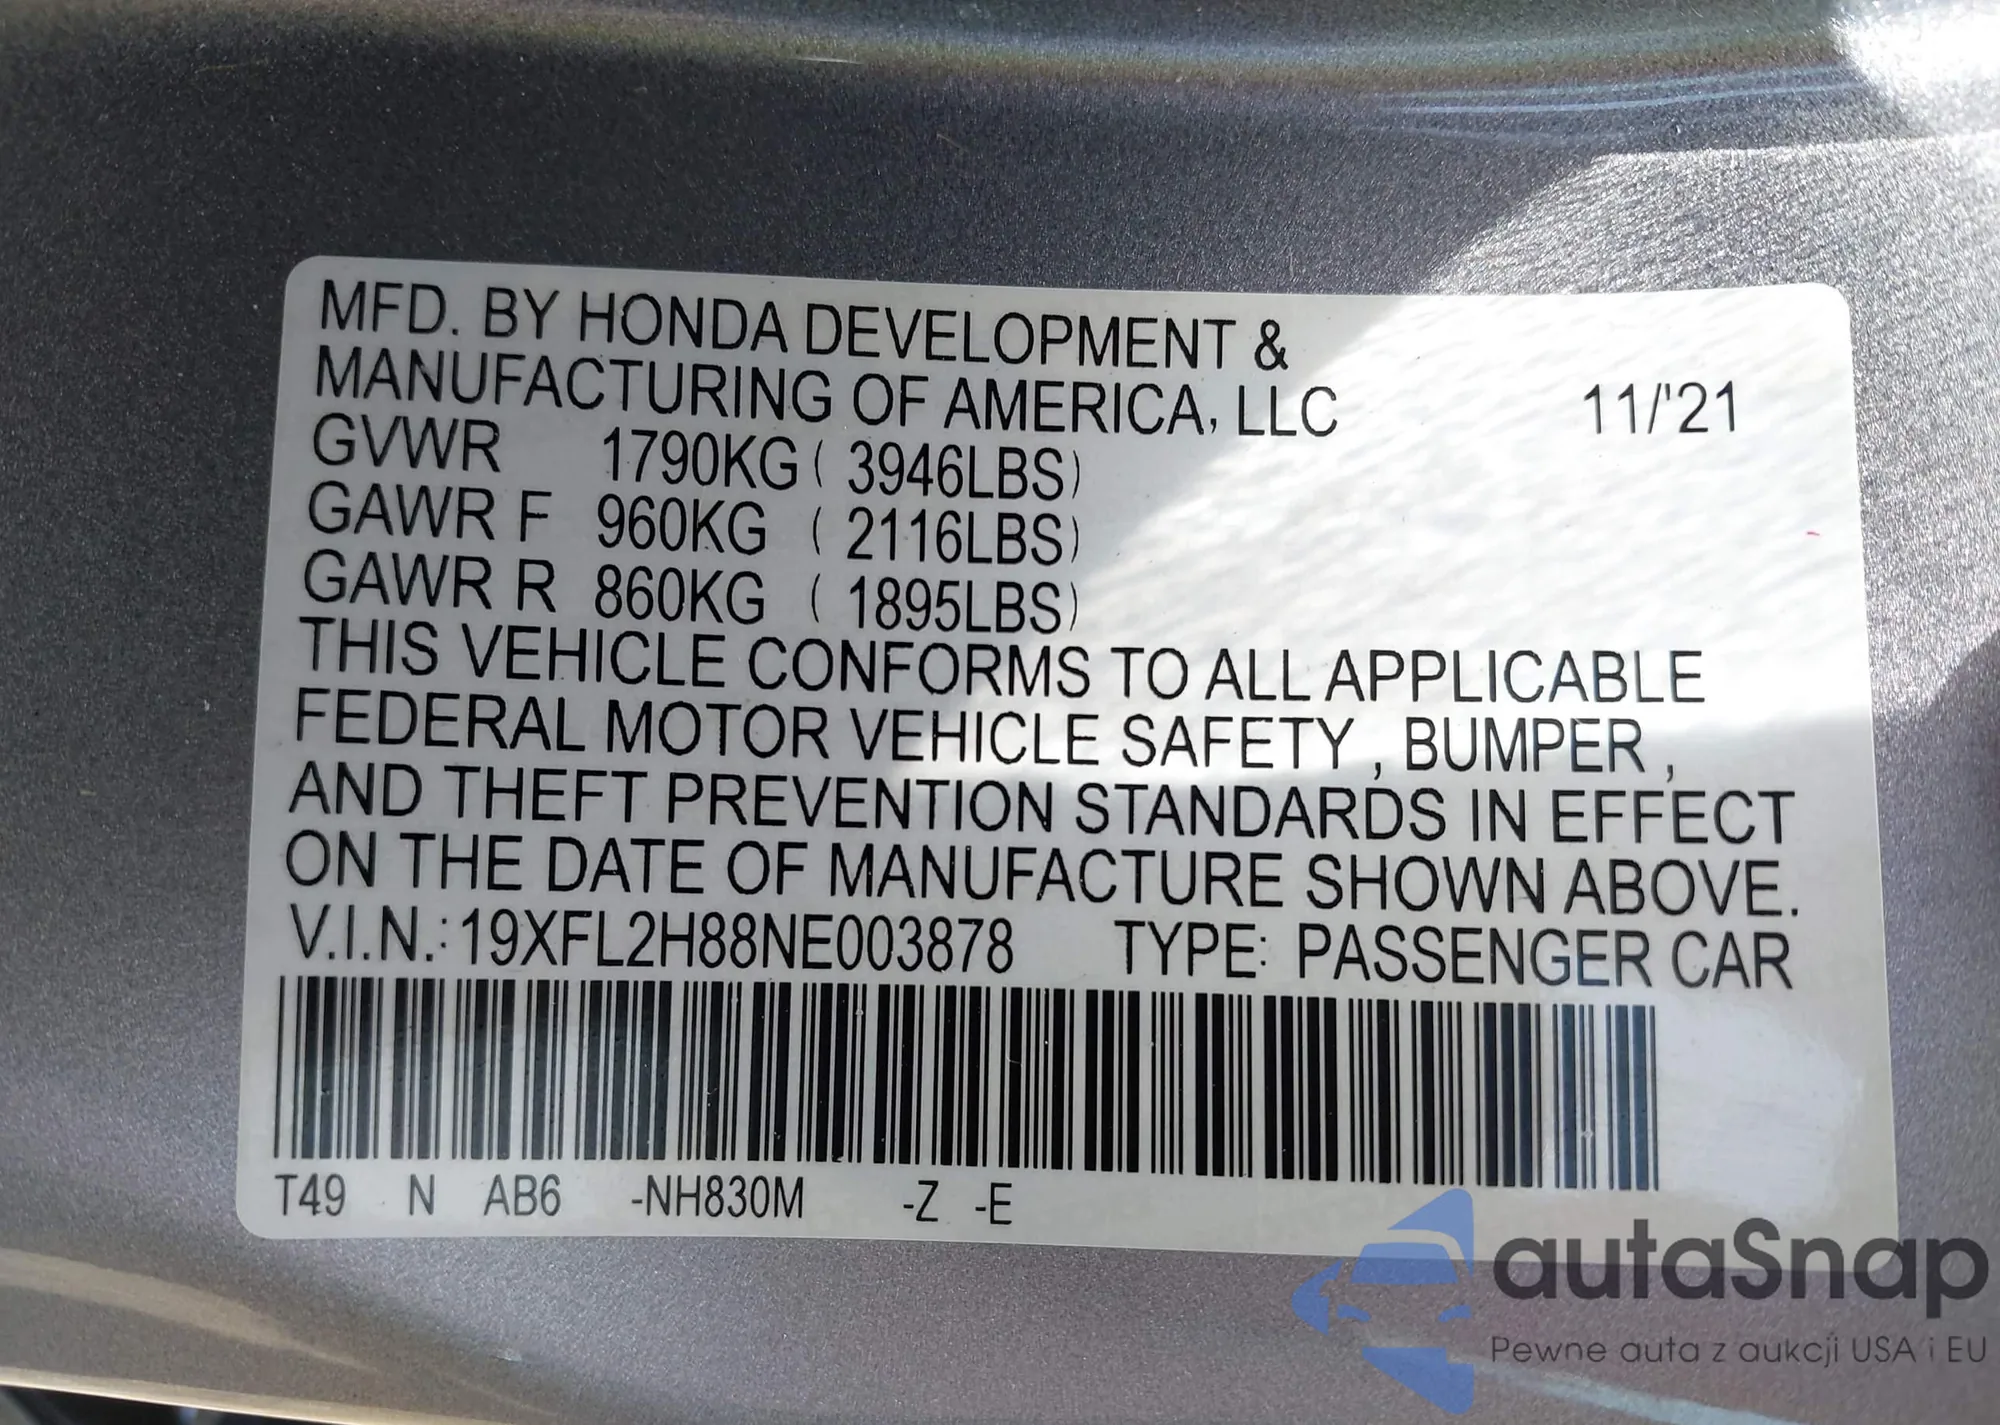 MFD. BY HONDA DEVELOPMENT &
MANUFACTURING OF AMERICA, LLC 11/'21
GVWR 1790KG ( 3946LBS)
GAWR F 960KG ( 2116LBS)
GAWR R 860KG ( 1895LBS)
THIS VEHICLE CONFORMS TO ALL APPLICABLE
FEDERAL MOTOR VEHICLE SAFETY , BUMPER ,
AND THEFT PREVENTION STANDARDS IN EFFECT
ON THE DATE OF MANUFACTURE SHOWN ABOVE.
V.I.N.: 19XFL2H88NE003878 TYPE: PASSENGER CAR
T49 N AB6 -NH830M -Z -E
autaSnap
Pewne auta z aukcji USA i EU